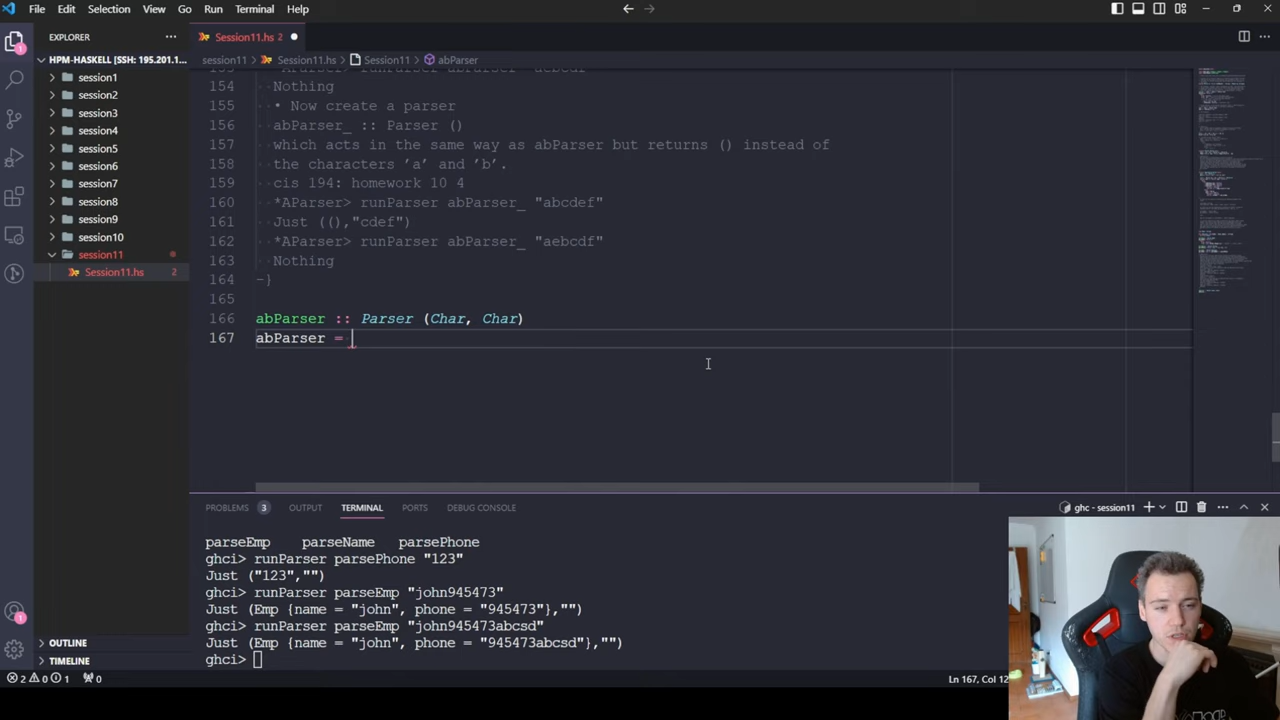 File Edit Selection View Go Run Terminal Help
EXPLORER
Session11.hs 2
HPM-HASKELL [SSH: 195.201.1...
session11 > Session11.hs > Session11 > abParser
session1
session2
session3
session4
session5
session6
session7
session8
session9
session10
session11
Session11.hs 2
154 Nothing
155 • Now create a parser
156 abParser_ :: Parser ()
157 which acts in the same way as abParser but returns () instead of
158 the characters ’a’ and ’b’.
159 cis 194: homework 10 4
160 *AParser> runParser abParser_ "abcdef"
161 Just ((),"cdef")
162 *AParser> runParser abParser_ "aebcdf"
163 Nothing
164 -}
165
166 abParser :: Parser (Char, Char)
167 abParser =
PROBLEMS 3 OUTPUT TERMINAL PORTS DEBUG CONSOLE
ghc - session11
parseEmp parseName parsePhone
ghci> runParser parsePhone "123"
Just ("123","")
ghci> runParser parseEmp "john945473"
Just (Emp {name = "john", phone = "945473"},"")
ghci> runParser parseEmp "john945473abcsd"
Just (Emp {name = "john", phone = "945473abcsd"},"")
ghci>
OUTLINE
TIMELINE
2 0 1 0
Ln 167, Col 12